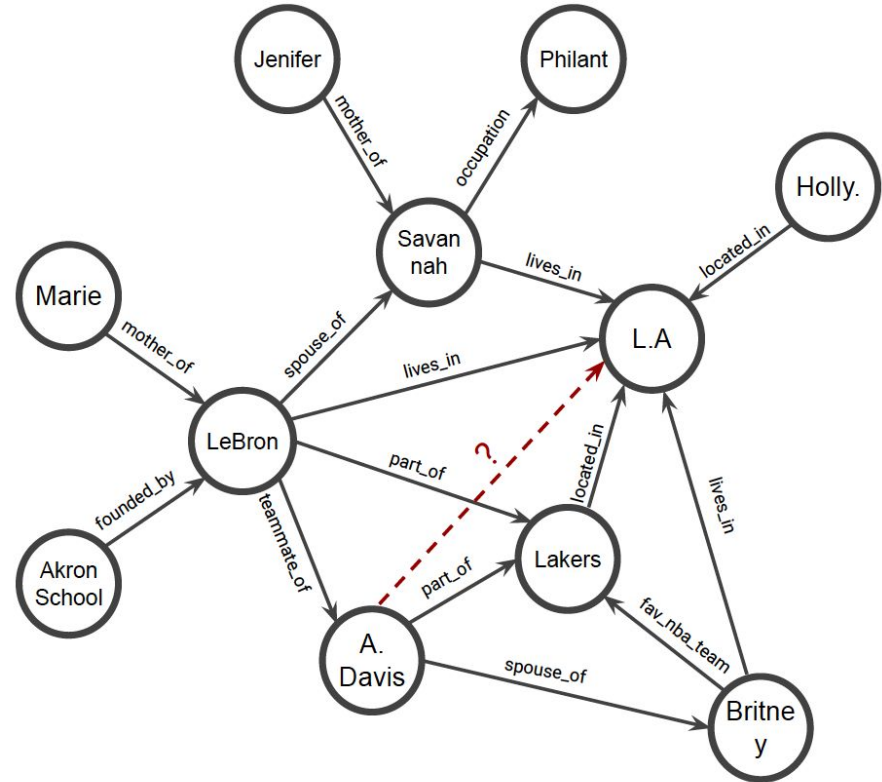 Jenifer
Philant
mother_of
occupation
Holly.
Savan
nah
located_in
lives_in
Marie
mother_of
spouse_of
L.A
lives_in
LeBron
?
part_of
located_in
founded_by
teammate_of
lives_in
Akron
School
part_of
Lakers
fav_nba_team
A.
Davis
spouse_of
Britne
y